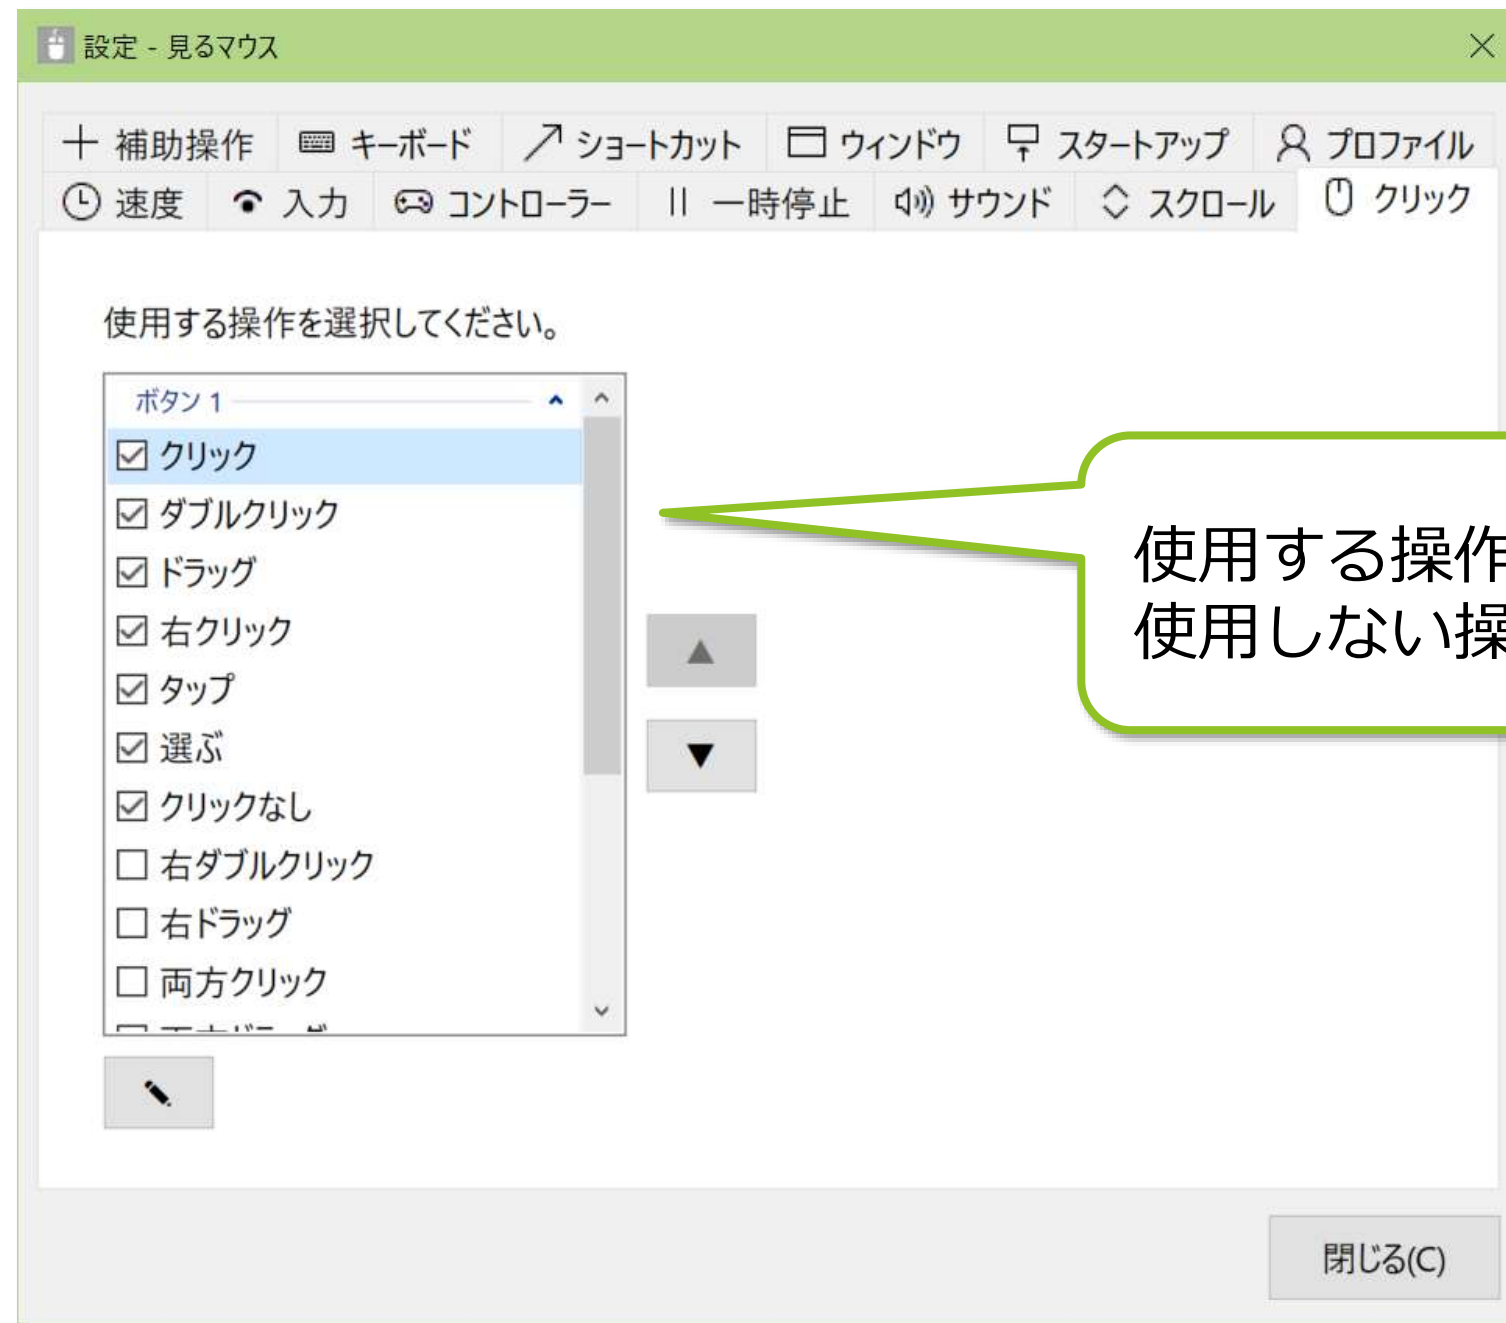 設定 - 見るマウス
補助操作 キーボード ショートカット ウィンドウ スタートアップ プロファイル
速度 入力 コントローラー 一時停止 サウンド スクロール クリック
使用する操作を選択してください。
ボタン 1
クリック
ダブルクリック
ドラッグ
右クリック
タップ
選ぶ
クリックなし
右ダブルクリック
右ドラッグ
両方クリック
使用する操作
使用しない操
閉じる(C)